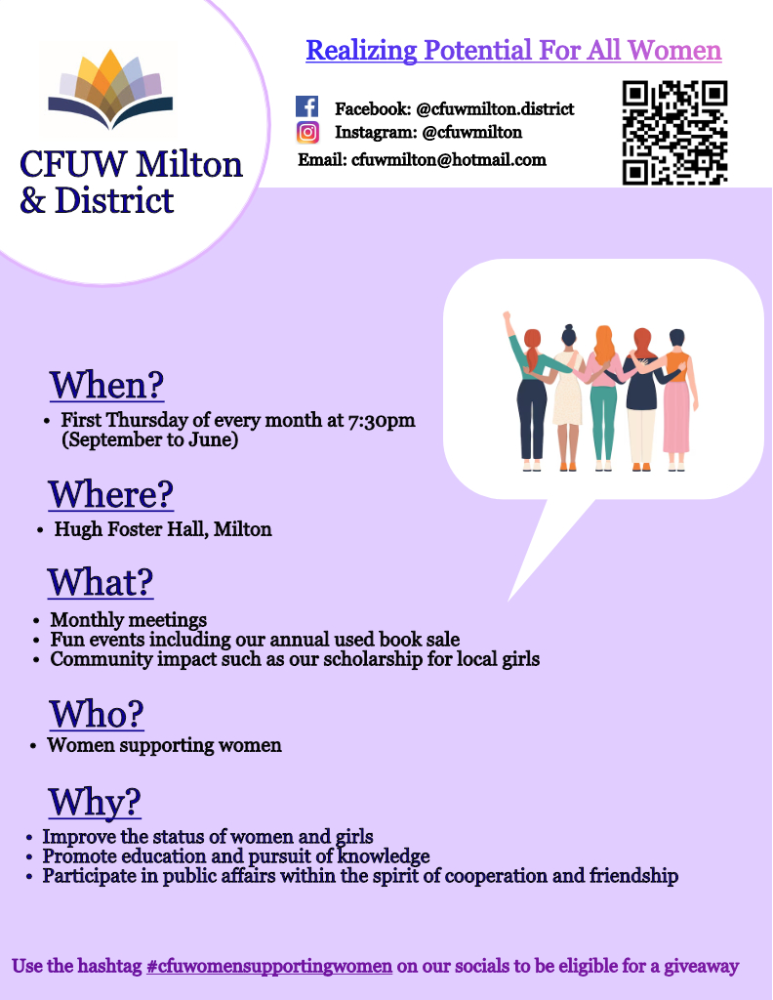 Realizing Potential For All Women
Facebook: @cfuwmilton.district
Instagram: @cfuwmilton
Email: cfuwmilton@hotmail.com
CFUW Milton
& District
When?
• First Thursday of every month at 7:30pm
(September to June)
Where?
• Hugh Foster Hall, Milton
What?
• Monthly meetings
• Fun events including our annual used book sale
• Community impact such as our scholarship for local girls
Who?
• Women supporting women
Why?
• Improve the status of women and girls
• Promote education and pursuit of knowledge
• Participate in public affairs within the spirit of cooperation and friendship
Use the hashtag #cfuwomensupportingwomen on our socials to be eligible for a giveaway